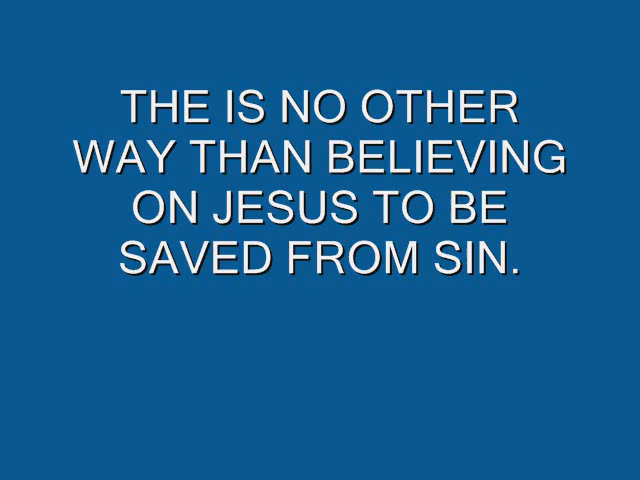 THE IS NO OTHER
WAY THAN BELIEVING
ON JESUS TO BE
SAVED FROM SIN.